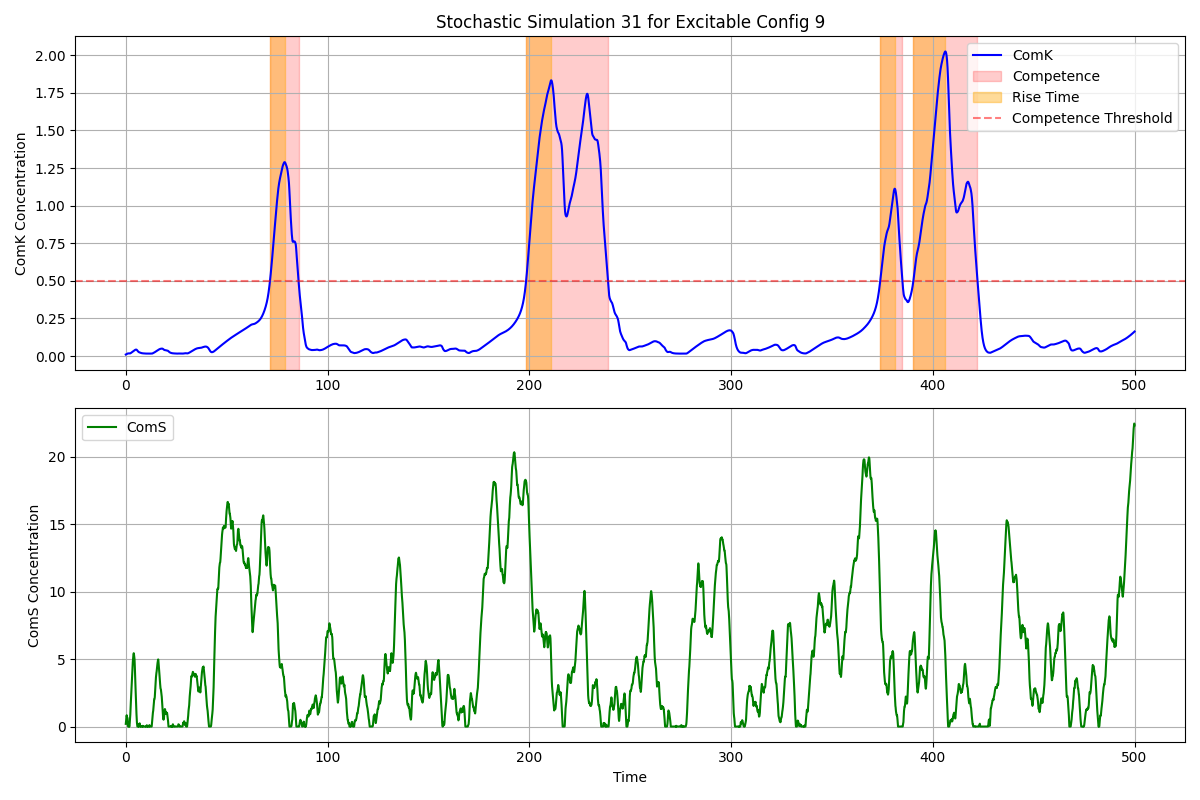 Stochastic Simulation 31 for Excitable Config 9
ComK Concentration
2.00
1.75
1.50
1.25
1.00
0.75
0.50
0.25
0.00
ComK
Competence
Rise Time
Competence Threshold
0 100 200 300 400 500
ComS Concentration
20
15
10
5
0
ComS
0 100 200 300 400 500
Time